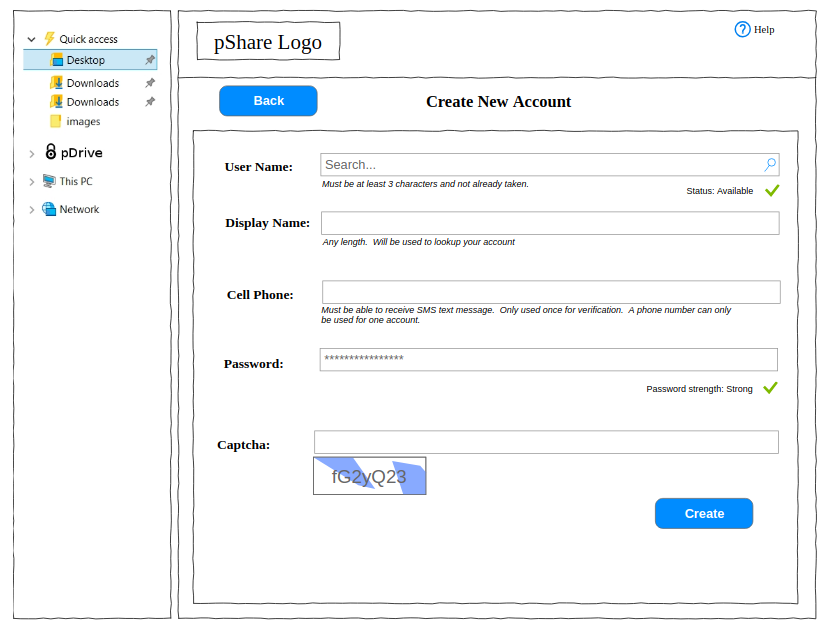 Quick access
Desktop
Downloads
Downloads
images
pDrive
This PC
Network
pShare Logo
Help
Back
Create New Account
User Name:
Search...
Must be at least 3 characters and not already taken.
Status: Available
Display Name:
Any length.  Will be used to lookup your account
Cell Phone:
Must be able to receive SMS text message.  Only used once for verification.  A phone number can only
be used for one account.
Password:
****************
Password strength: Strong
Captcha:
fG2yQ23
Create